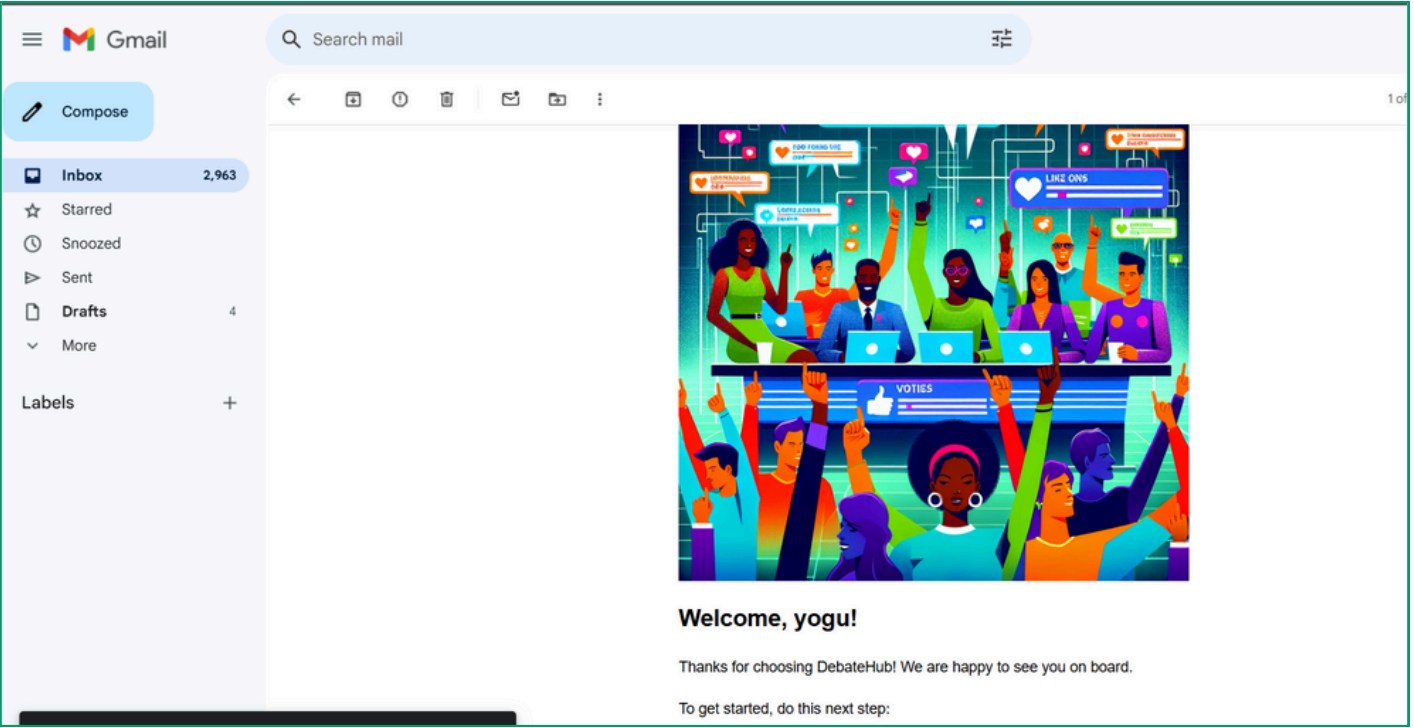 Gmail
Search mail
Compose
1 of
Inbox 2,963
Starred
Snoozed
Sent
Drafts 4
More
Labels
LIKE ONS
VOTIES
Welcome, yogu!
Thanks for choosing DebateHub! We are happy to see you on board.
To get started, do this next step: